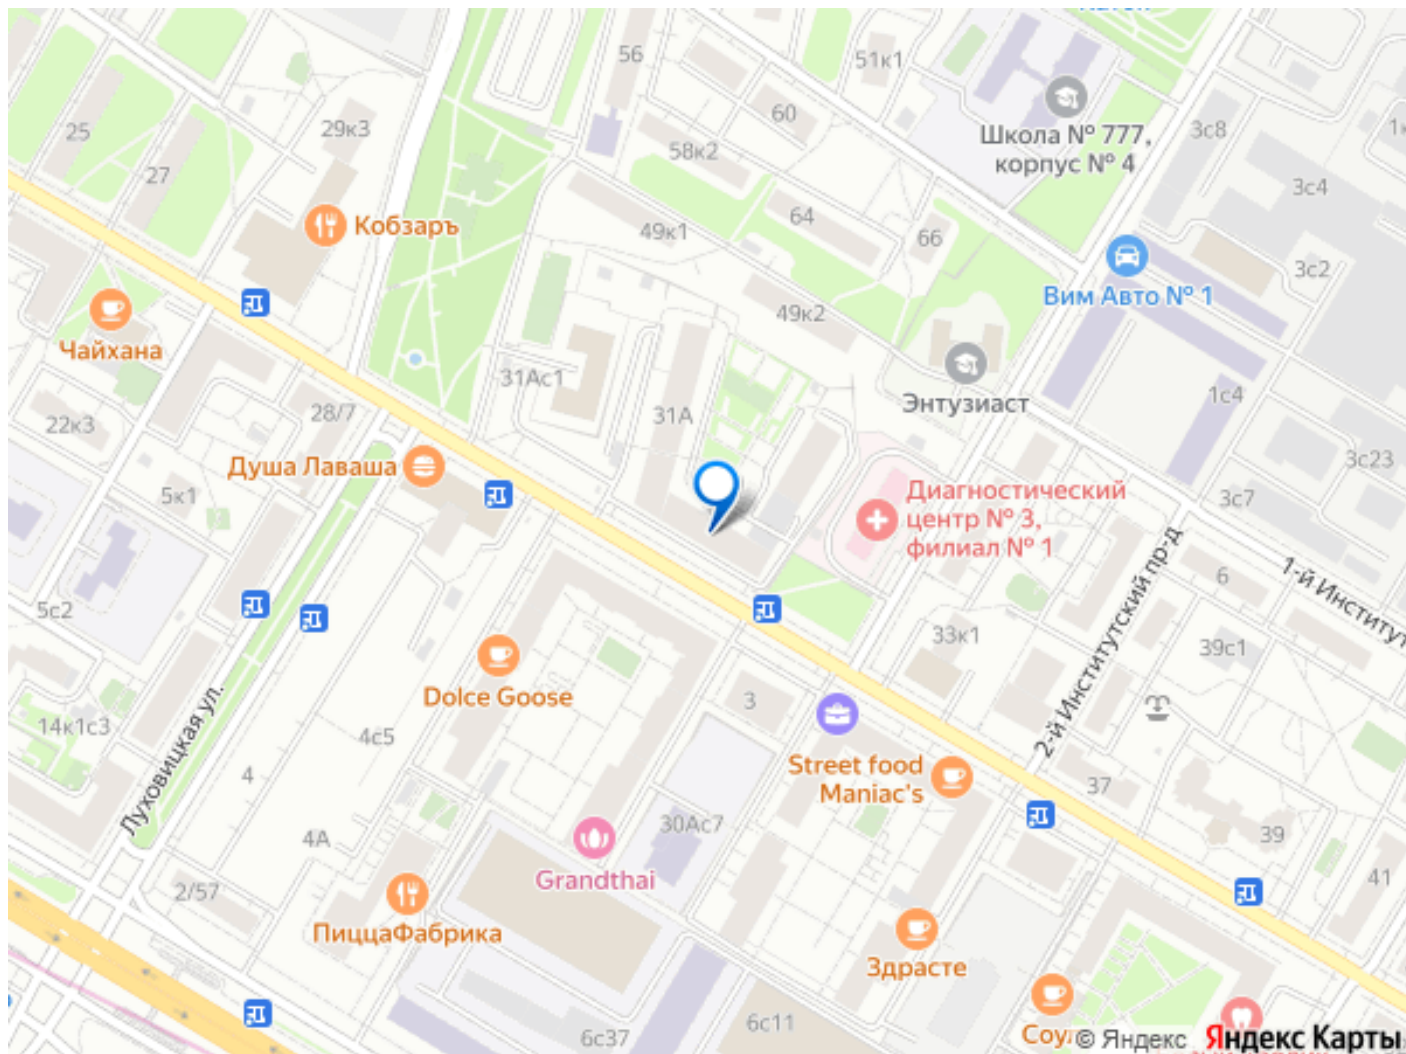 56
51к1
60
Школа № 777,
корпус № 4
3с8
25
29к3
27
58к2
3с4
Кобзаръ
49к1
64
66
3с2
Вим Авто № 1
49к2
Чайхана
31Ас1
31А
Энтузиаст
1с4
22к3
28/7
Душа Лаваша
3с23
5к1
3с7
Диагностический
центр № 3,
филиал № 1
2-й Институтский пр-д
6
5с2
33к1
39с1
Dolce Goose
3
Луховицкая ул.
14к1с3
4с5
4
Street food
Maniac's
37
30Ас7
4А
39
Grandthai
41
2/57
ПиццаФабрика
Здрасте
6с37
6с11
© Яндекс Яндекс Карты